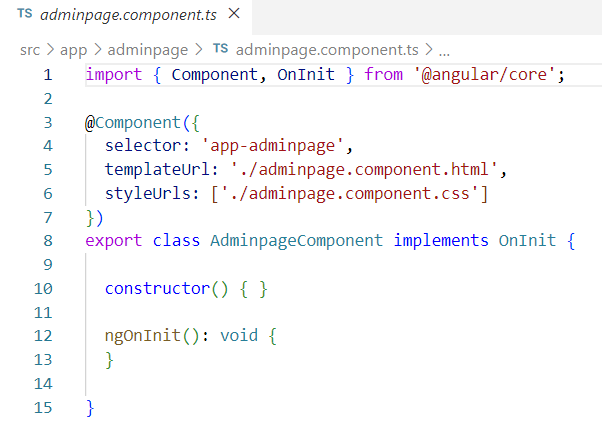 TS adminpage.component.ts ×
src > app > adminpage > TS adminpage.component.ts > ...
1 import { Component, OnInit } from '@angular/core';
2
3 @Component({
4   selector: 'app-adminpage',
5   templateUrl: './adminpage.component.html',
6   styleUrls: ['./adminpage.component.css']
7 })
8 export class AdminpageComponent implements OnInit {
9
10   constructor() { }
11
12   ngOnInit(): void {
13   }
14
15 }